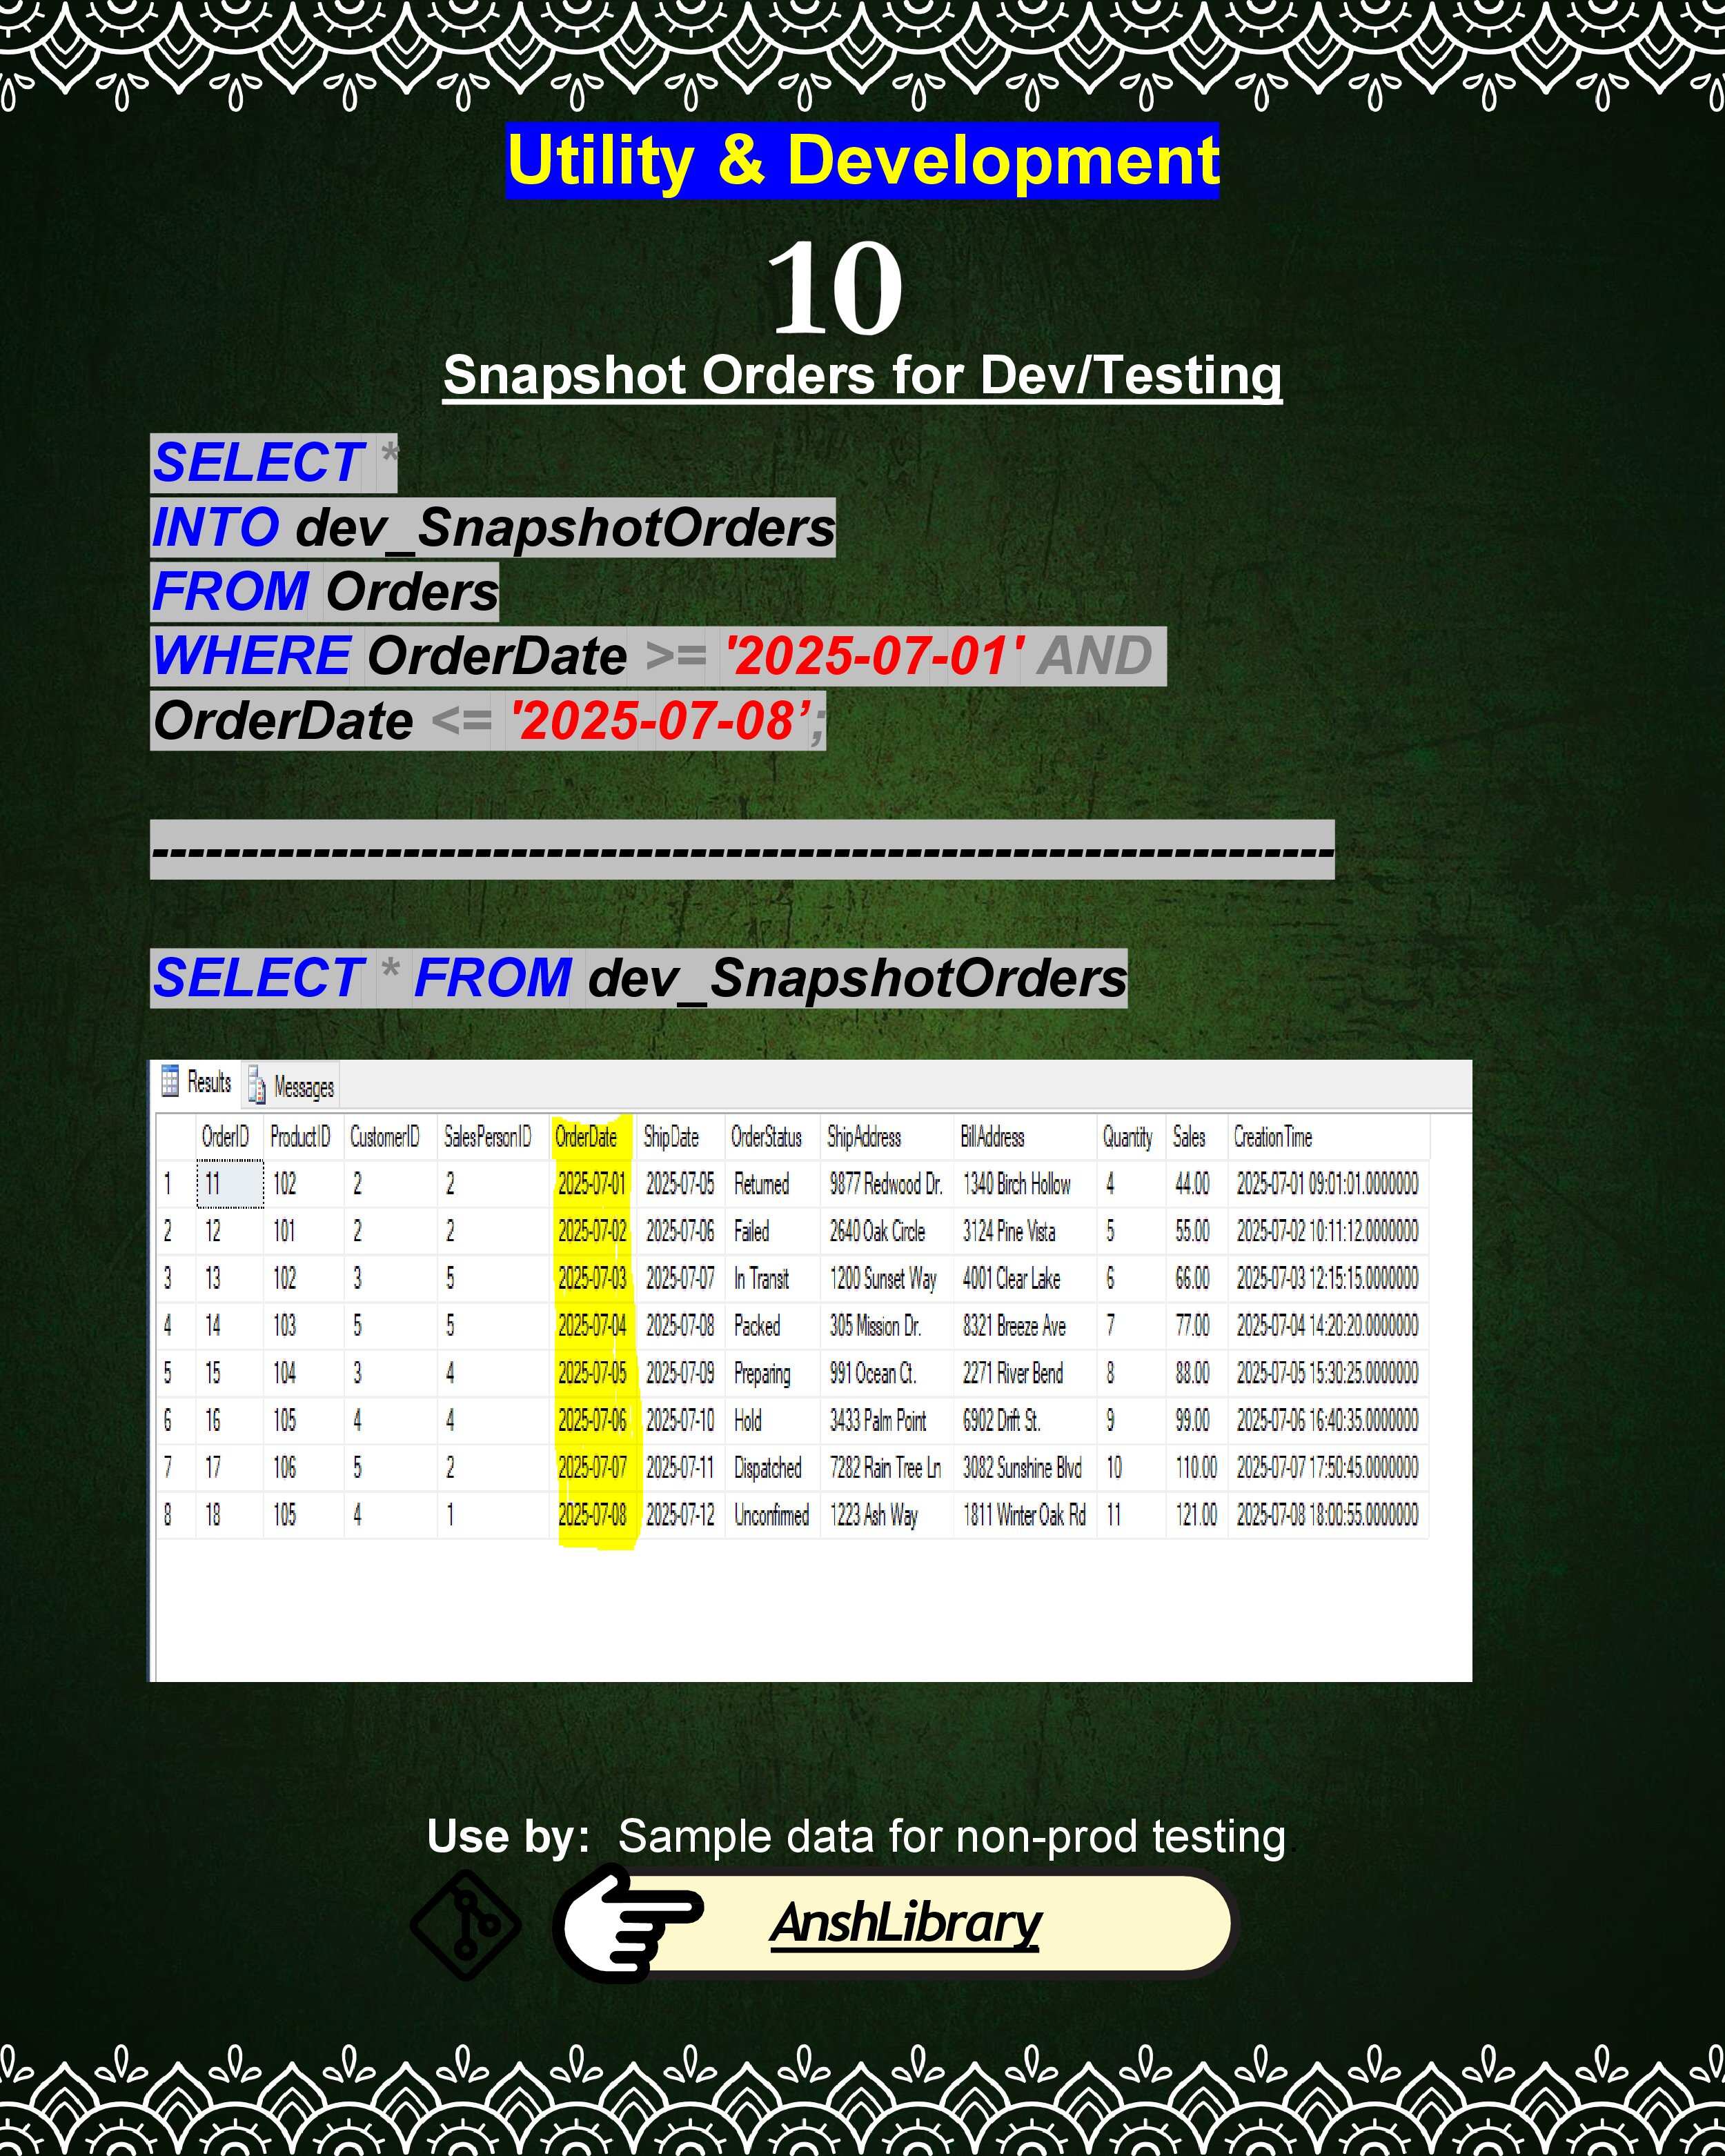 Utility & Development
10
Snapshot Orders for Dev/Testing
SELECT *
INTO dev_SnapshotOrders
FROM Orders
WHERE OrderDate >= '2025-07-01' AND
OrderDate <= '2025-07-08’;
------------------------------------------------------------------
SELECT * FROM dev_SnapshotOrders
Results Messages
OrderID ProductID CustomerID SalesPersonID OrderDate ShipDate OrderStatus ShipAddress BillAddress Quantity Sales CreationTime
1 11 102 2 2 2025-07-01 2025-07-05 Returned 9877 Redwood Dr. 1340 Birch Hollow 4 44.00 2025-07-01 09:01:01.0000000
2 12 101 2 2 2025-07-02 2025-07-06 Failed 2640 Oak Circle 3124 Pine Vista 5 55.00 2025-07-02 10:11:12.0000000
3 13 102 3 5 2025-07-03 2025-07-07 In Transit 1200 Sunset Way 4001 Clear Lake 6 66.00 2025-07-03 12:15:15.0000000
4 14 103 5 5 2025-07-04 2025-07-08 Packed 305 Mission Dr. 8321 Breeze Ave 7 77.00 2025-07-04 14:20:20.0000000
5 15 104 3 4 2025-07-05 2025-07-09 Preparing 991 Ocean Ct. 2271 River Bend 8 88.00 2025-07-05 15:30:25.0000000
6 16 105 4 4 2025-07-06 2025-07-10 Hold 3433 Palm Point 6902 Drift St. 9 99.00 2025-07-06 16:40:35.0000000
7 17 106 5 2 2025-07-07 2025-07-11 Dispatched 7282 Rain Tree Ln 3082 Sunshine Blvd 10 110.00 2025-07-07 17:50:45.0000000
8 18 105 4 1 2025-07-08 2025-07-12 Unconfirmed 1223 Ash Way 1811 Winter Oak Rd 11 121.00 2025-07-08 18:00:55.0000000
Use by: Sample data for non-prod testing.
AnshLibrary